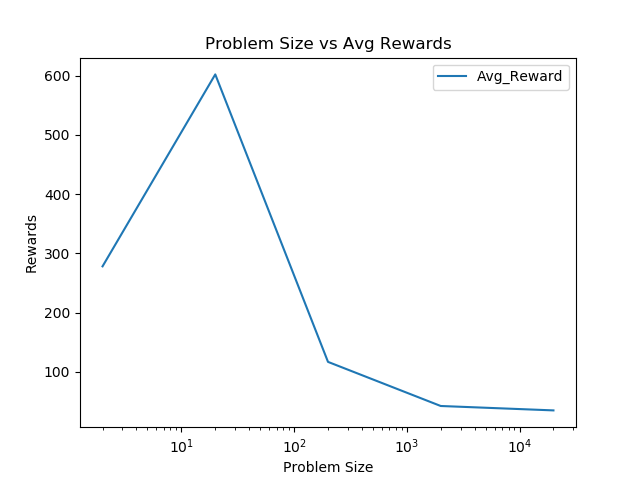 Problem Size vs Avg Rewards
Avg_Reward
600
500
400
300
200
100
Rewards
10¹
10²
10³
10⁴
Problem Size